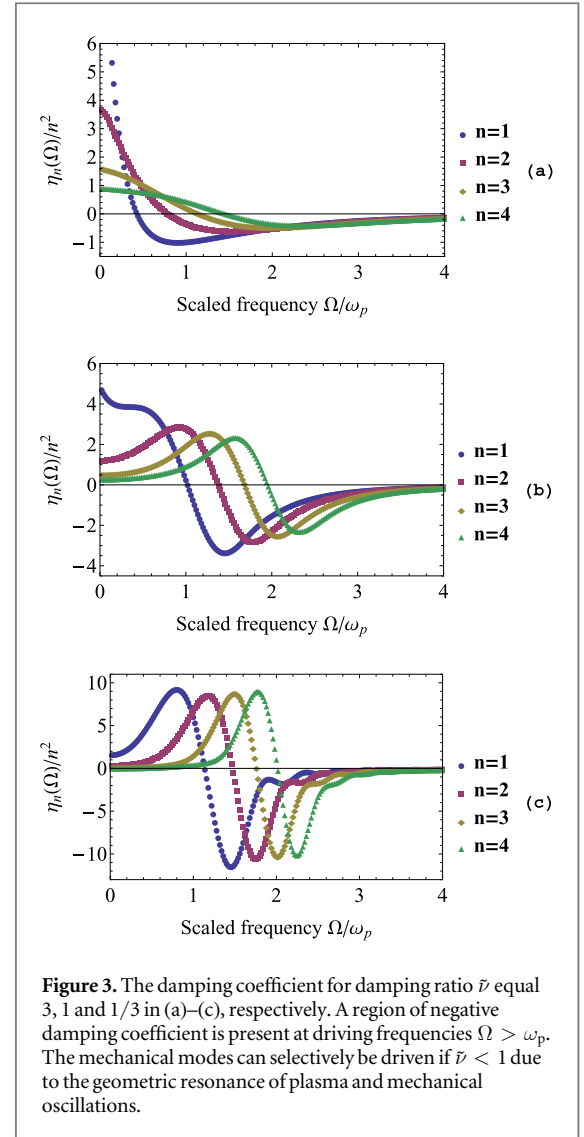 6
5
4
3
2
1
0
−1
ηn(Ω)/n²
0
1
2
3
4
Scaled frequency Ω/ωp
n=1
n=2
n=3
n=4
(a)
6
4
2
0
−2
−4
ηn(Ω)/n²
0
1
2
3
4
Scaled frequency Ω/ωp
n=1
n=2
n=3
n=4
(b)
10
5
0
−5
−10
ηn(Ω)/n²
0
1
2
3
4
Scaled frequency Ω/ωp
n=1
n=2
n=3
n=4
(c)
Figure 3. The damping coefficient for damping ratio ν̃ equal
3, 1 and 1/3 in (a)–(c), respectively. A region of negative
damping coefficient is present at driving frequencies Ω > ωp.
The mechanical modes can selectively be driven if ν̃ < 1 due
to the geometric resonance of plasma and mechanical
oscillations.